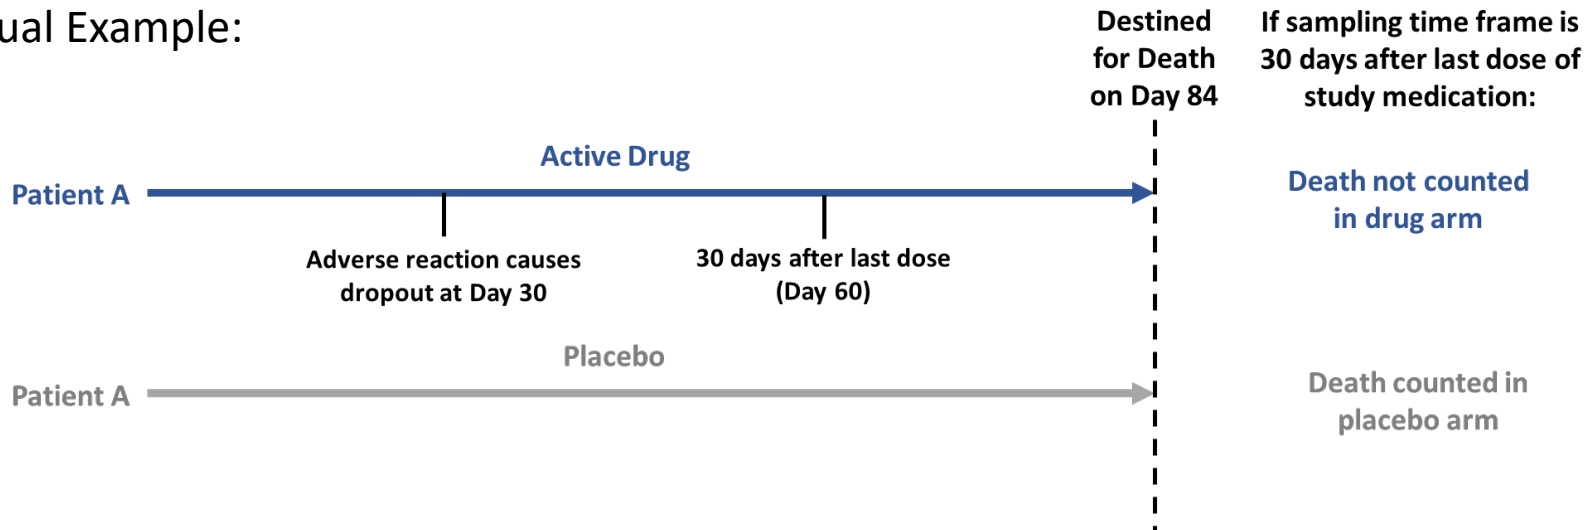 ual Example:
Destined
for Death
on Day 84
If sampling time frame is
30 days after last dose of
study medication:
Active Drug
Patient A
Death not counted
in drug arm
Adverse reaction causes
dropout at Day 30
30 days after last dose
(Day 60)
Placebo
Patient A
Death counted in
placebo arm